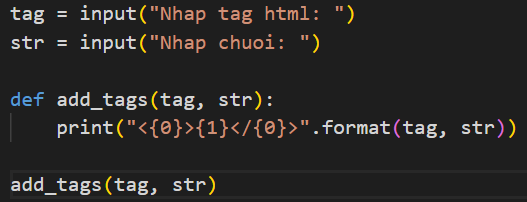 tag = input("Nhap tag html: ")
str = input("Nhap chuoi: ")
def add_tags(tag, str):
    print("<{0}>{1}</{0}>".format(tag, str))
add_tags(tag, str)